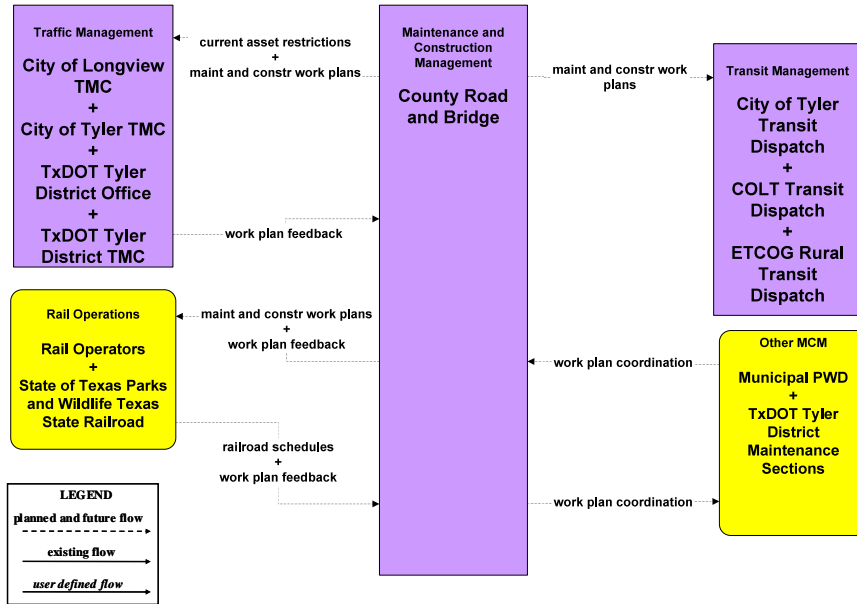 Traffic Management
City of Longview
TMC
+
City of Tyler TMC
+
TxDOT Tyler
District Office
+
TxDOT Tyler
District TMC
current asset restrictions
+
maint and constr work plans
work plan feedback
Maintenance and
Construction
Management
County Road
and Bridge
maint and constr work
plans
Transit Management
City of Tyler
Transit
Dispatch
+
COLT Transit
Dispatch
+
ETCOG Rural
Transit
Dispatch
Rail Operations
Rail Operators
+
State of Texas Parks
and Wildlife Texas
State Railroad
maint and constr work plans
+
work plan feedback
railroad schedules
+
work plan feedback
work plan coordination
work plan coordination
Other MCM
Municipal PWD
+
TxDOT Tyler
District
Maintenance
Sections
LEGEND
planned and future flow
existing flow
user defined flow